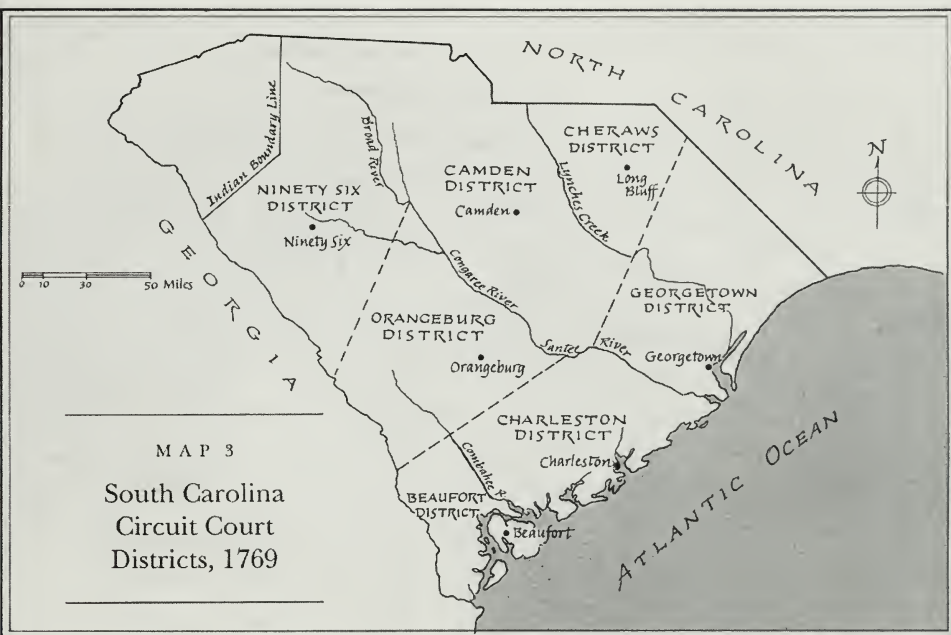 NORTH
CAROLINA
N
Indian Boundary Line
Broad River
CHERAWS
DISTRICT
Long
Bluff
Lynches Creek
CAMDEN
DISTRICT
Camden
NINETY SIX
DISTRICT
Ninety Six
GEORGIA
0 10 30 50 Miles
Congaree River
GEORGETOWN
DISTRICT
ORANGEBURG
DISTRICT
Orangeburg
Santee River
Georgetown
CHARLESTON
DISTRICT
Charleston
Combahee R.
BEAUFORT
DISTRICT
Beaufort
ATLANTIC OCEAN
MAP 3
South Carolina
Circuit Court
Districts, 1769